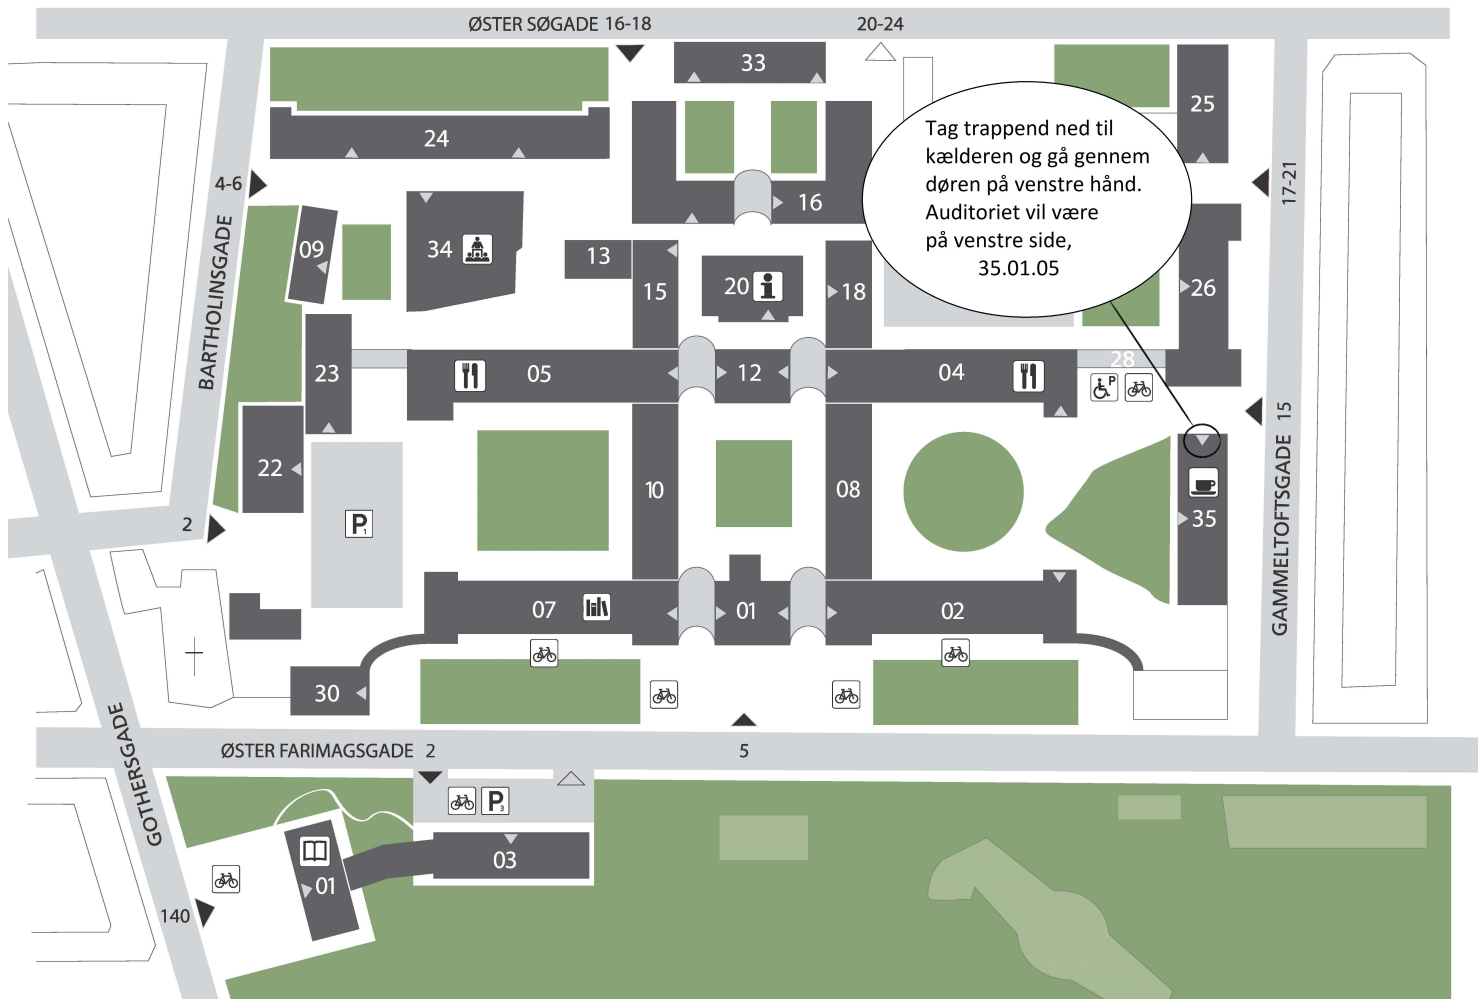 ØSTER SØGADE 16-18
20-24
33
25
24
Tag trappend ned til
kælderen og gå gennem
døren på venstre hånd.
Auditoriet vil være
på venstre side,
35.01.05
4-6
17-21
16
BARTHOLINSGADE
09
34
13
15
20
18
26
23
05
12
04
28
P
22
10
08
15
GAMMELTOFTSGADE
2
P1
35
07
01
02
30
GOTHERSGADE
ØSTER FARIMAGSGADE 2
5
P3
03
01
140